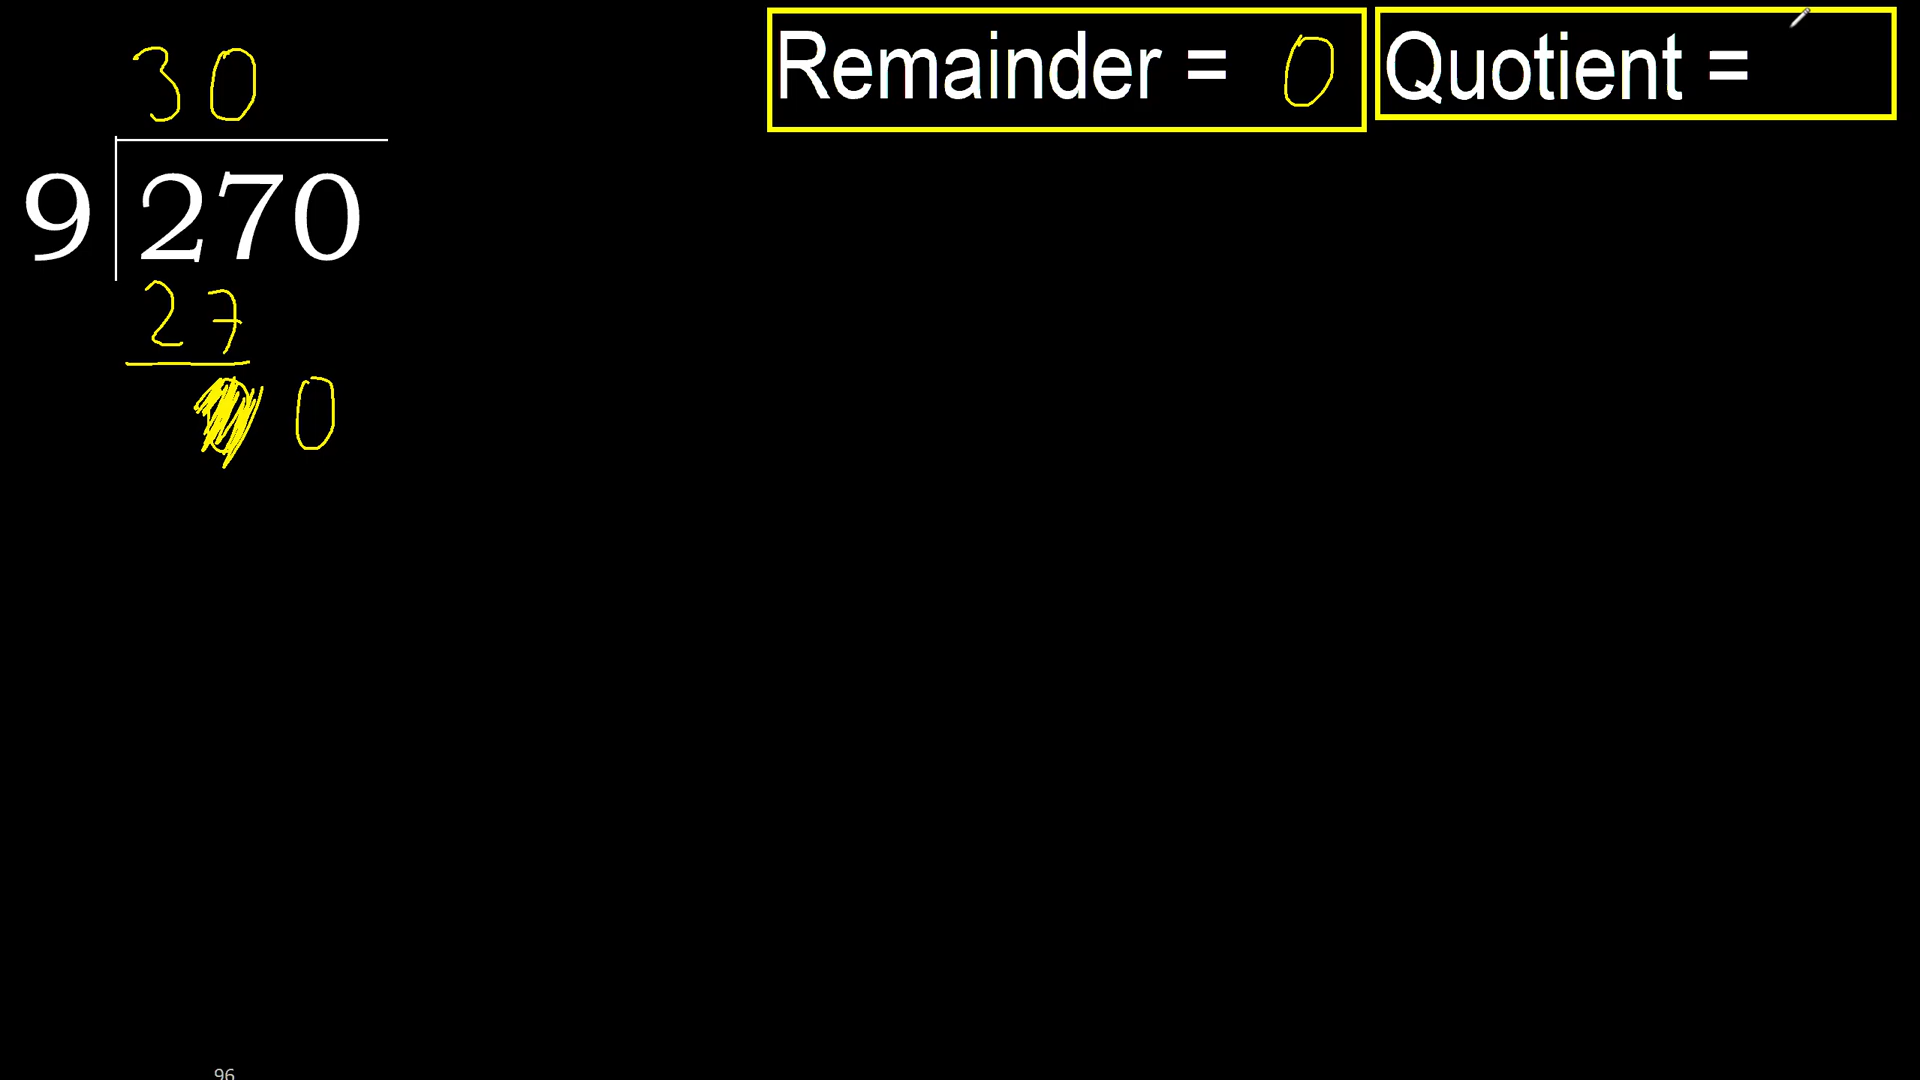 30
Remainder = 0
Quotient =
9 270
27
0
96